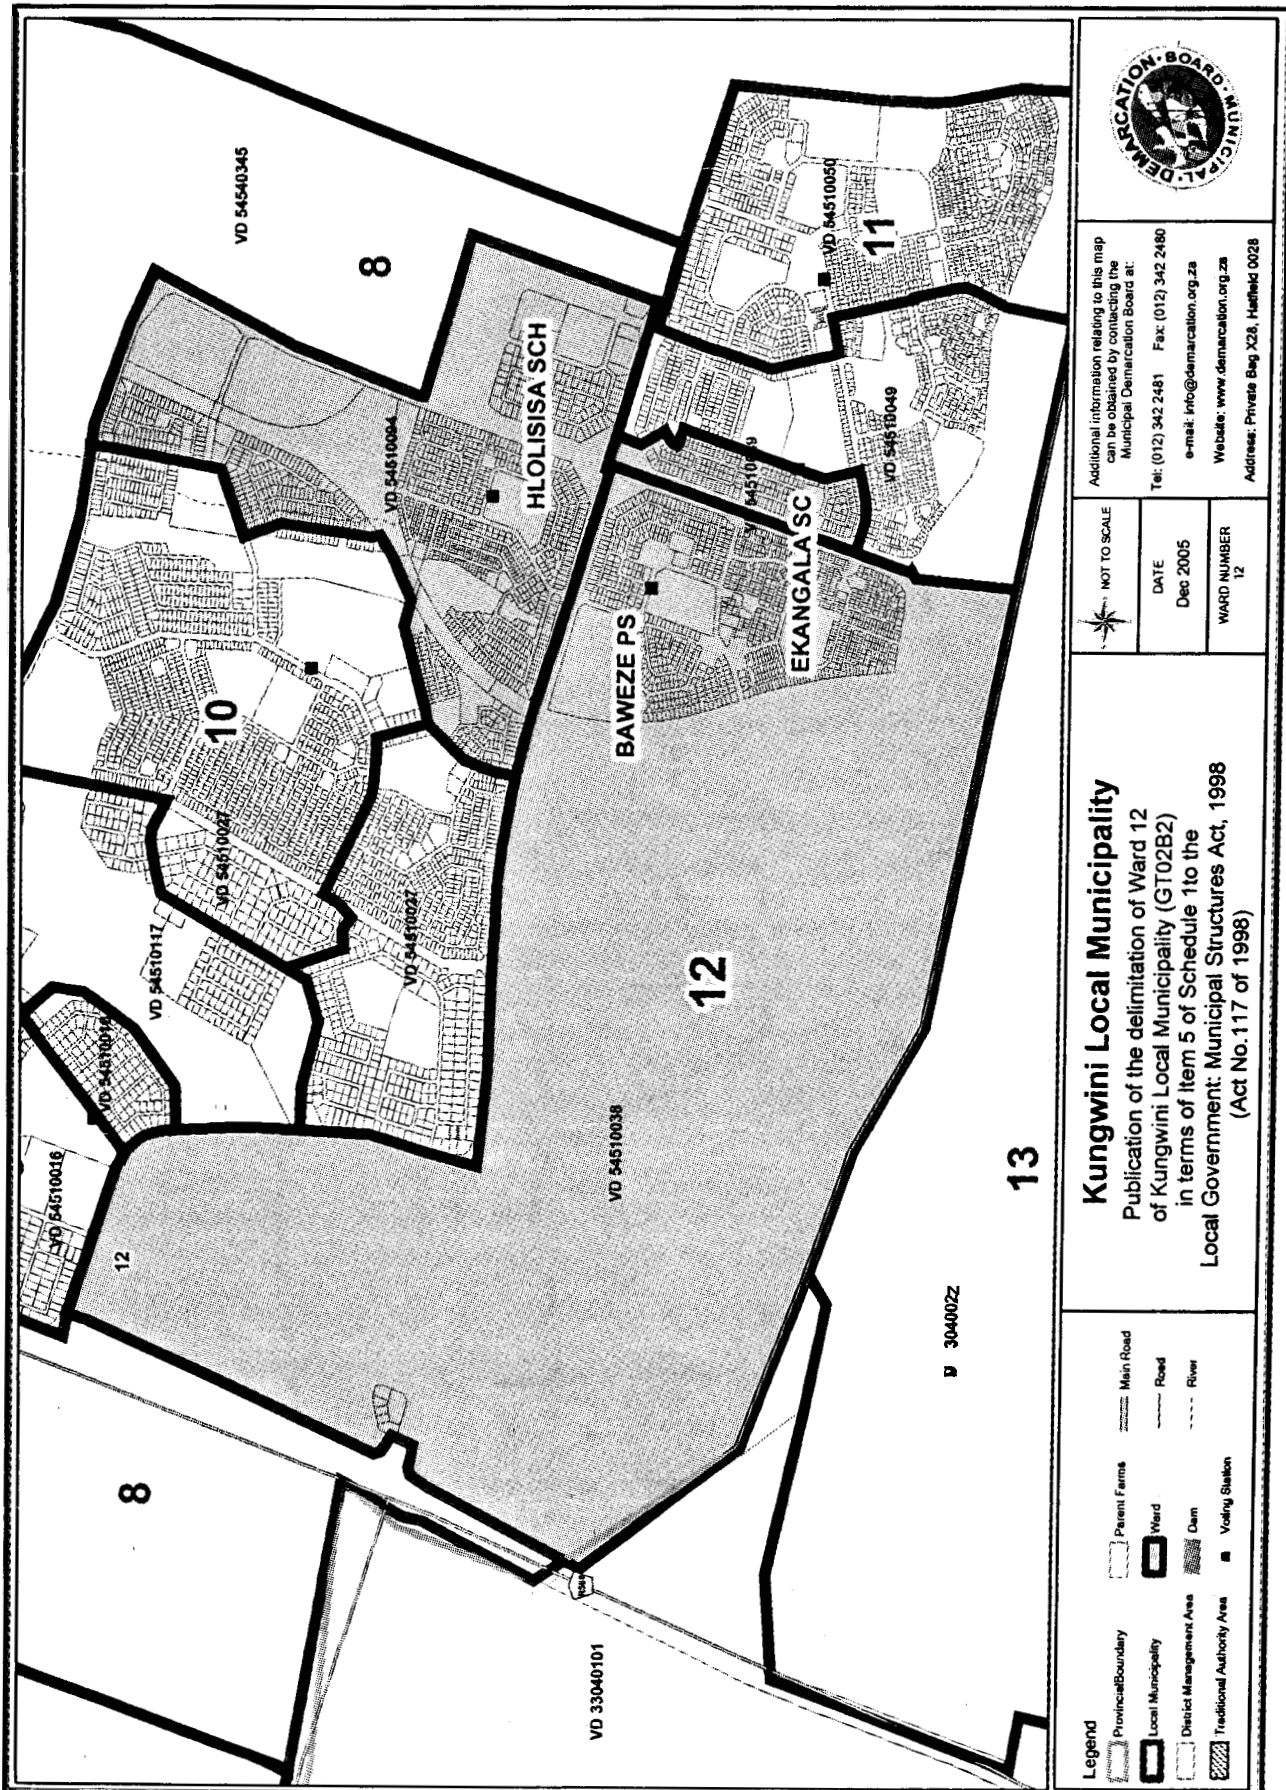 VD 54540345
8
VD 54510050
11
HLOLISISA SCH
VD 54510094
VD 54510049
EKANGALA SC
BAWEZE PS
10
VD 54510027
VD 54510027
VD 54510117
12
VD 54510038
VD 54510016
12
13
8
VD 33040101
Legend
ProvincialBoundary
Local Municipality
District Management Area
Traditional Authority Area
Parent Farms
Ward
Dam
Voting Station
Main Road
Road
River
Kungwini Local Municipality
Publication of the delimitation of Ward 12
of Kungwini Local Municipality (GT02B2)
in terms of Item 5 of Schedule 1to the
Local Government: Municipal Structures Act, 1998
(Act No.117 of 1998)
NOT TO SCALE
DATE
Dec 2005
WARD NUMBER
12
Additional information relating to this map
can be obtained by contacting the
Municipal Demarcation Board at:
Tel: (012) 342 2481 Fax: (012) 342 2480
e-mail: info@demarcation.org.za
Website: www.demarcation.org.za
Address: Private Bag X28, Hatfield 0028
DEMARCATION · BOARD · MUNICIPAL ·